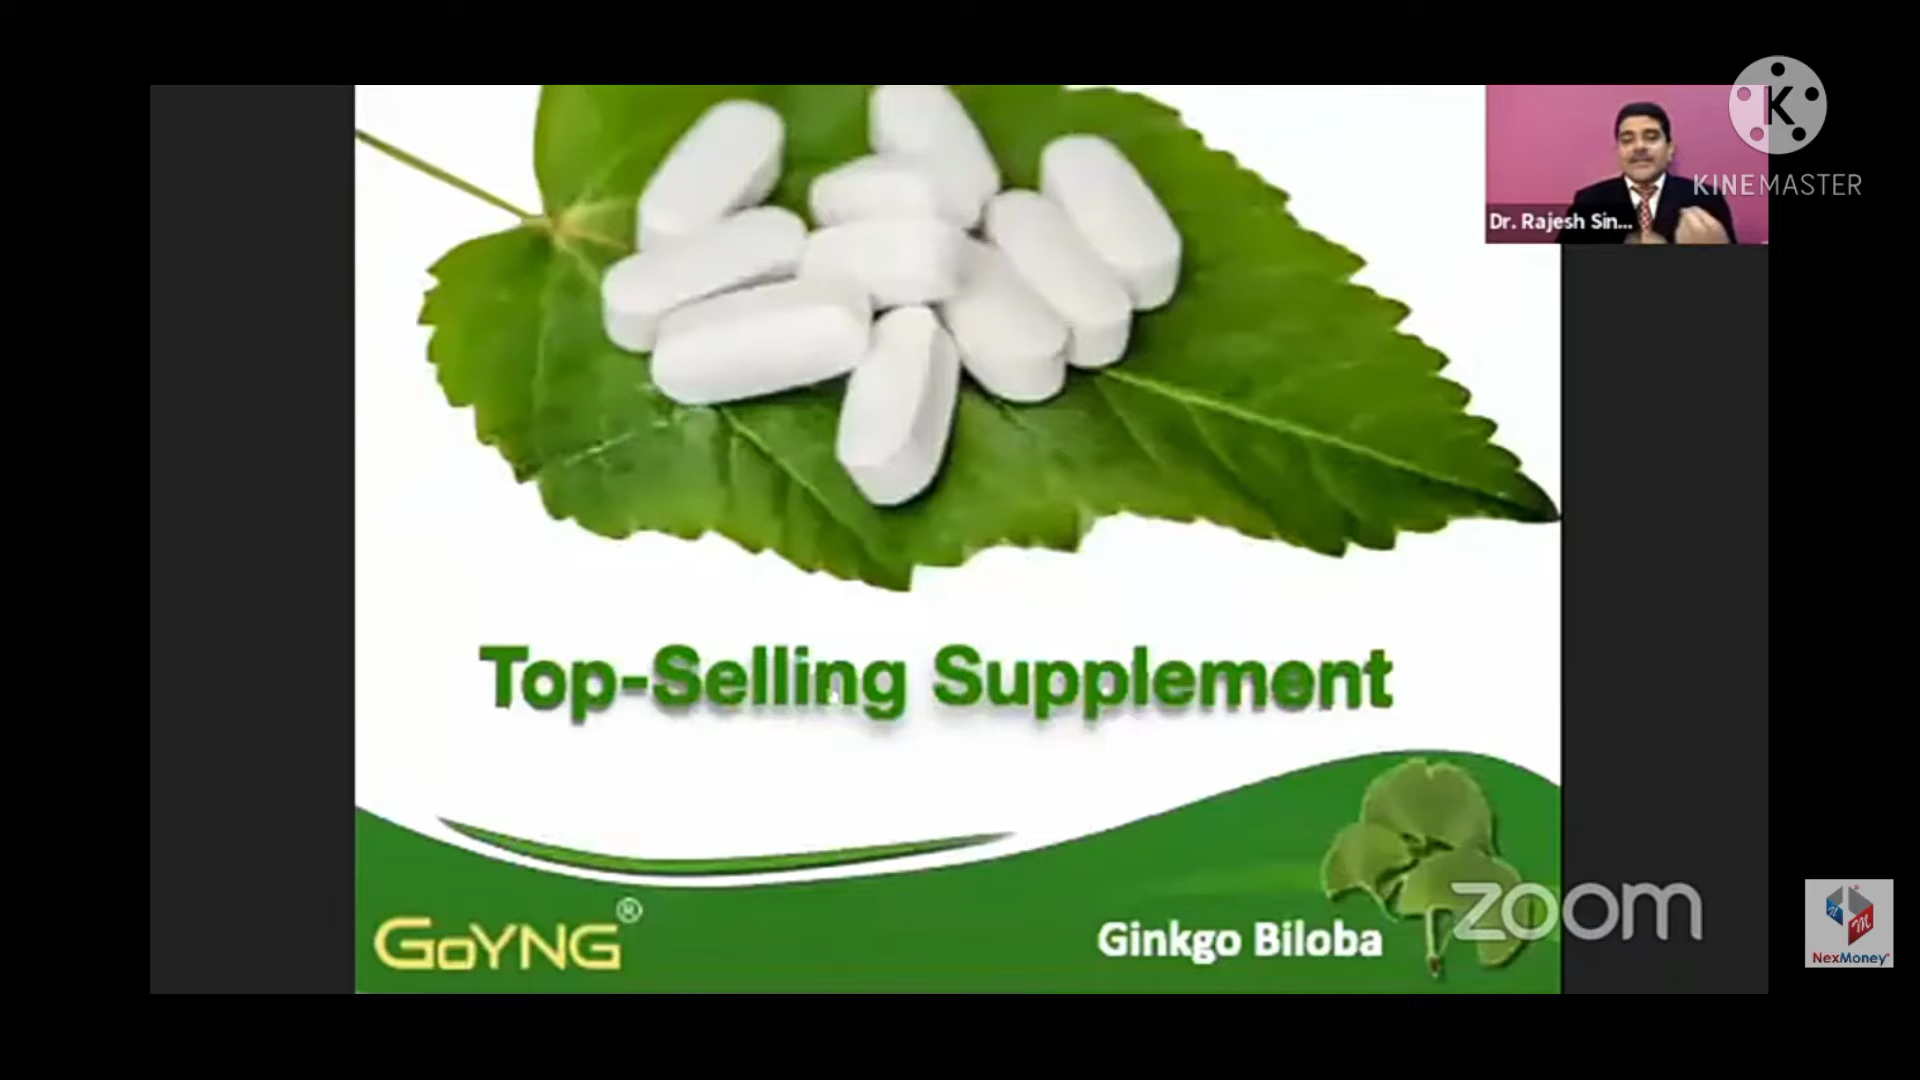 K
KINEMASTER
Dr. Rajesh Sin...
Top-Selling Supplement
GOYNG®
Ginkgo Biloba
zoom
NexMoney